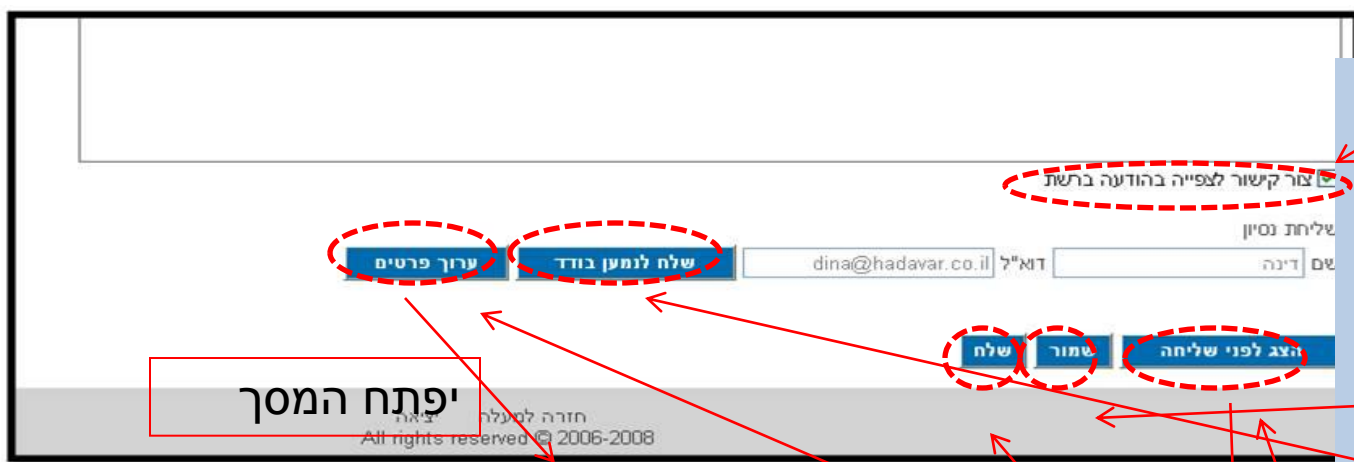 צור קישור לצפייה בהודעה ברשת
שליחת נסיון
שם דינה דוא"ל dina@hadavar.co.il שלח לנמען בודד ערוך פרטים
הצג לפני שליחה שמור שלח
יפתח המסך
חזרה למעלה יציאה
All rights reserved © 2006-2008